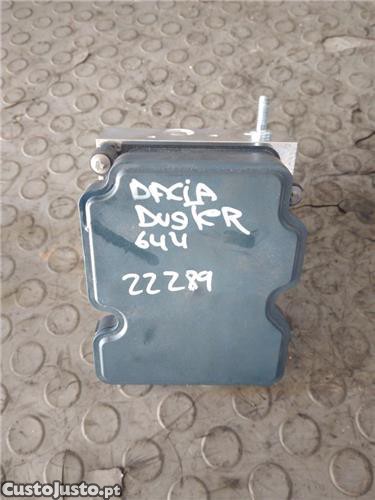 DACIA
DUSTER
644
22289
CustoJusto.pt